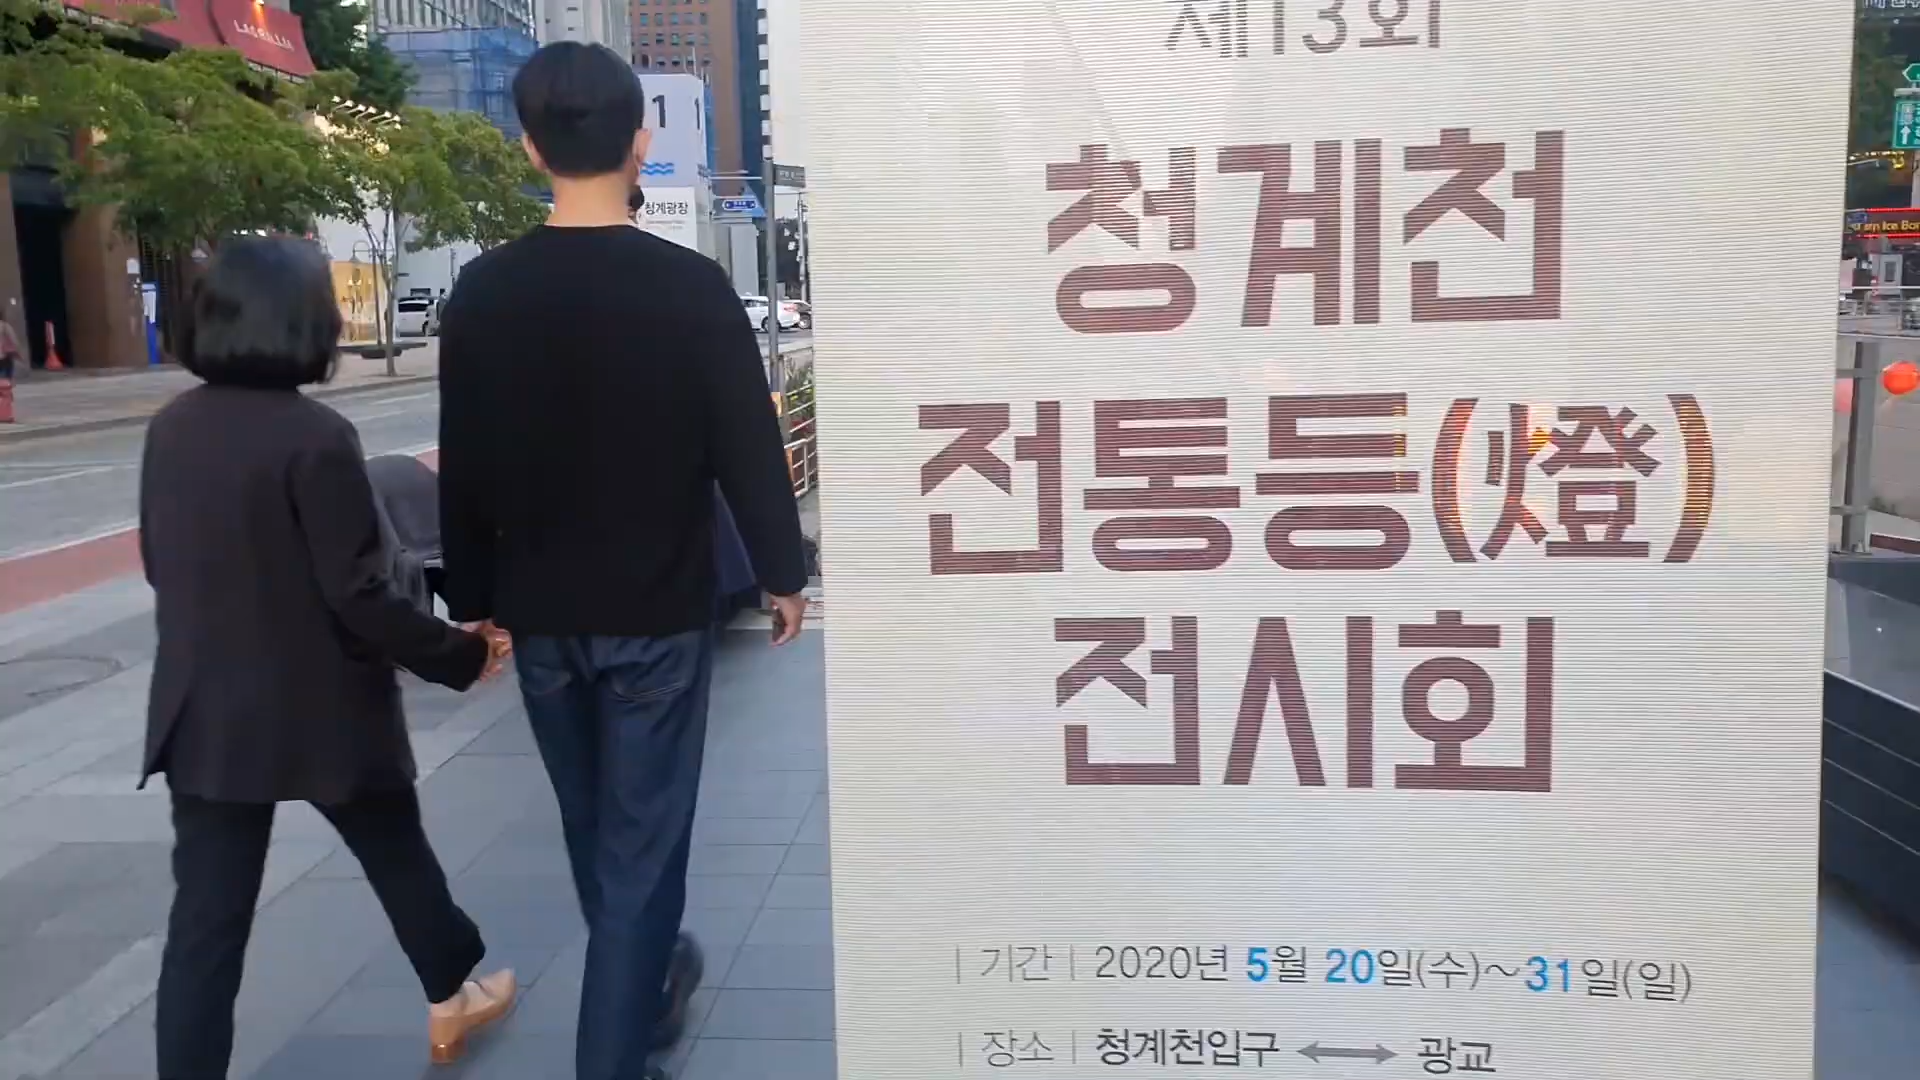 제13회
청계천
전통등(燈)
전시회
| 기간 | 2020년 5월 20일(수)~31일(일)
| 장소 | 청계천입구 ↔ 광교
1
1
청계광장